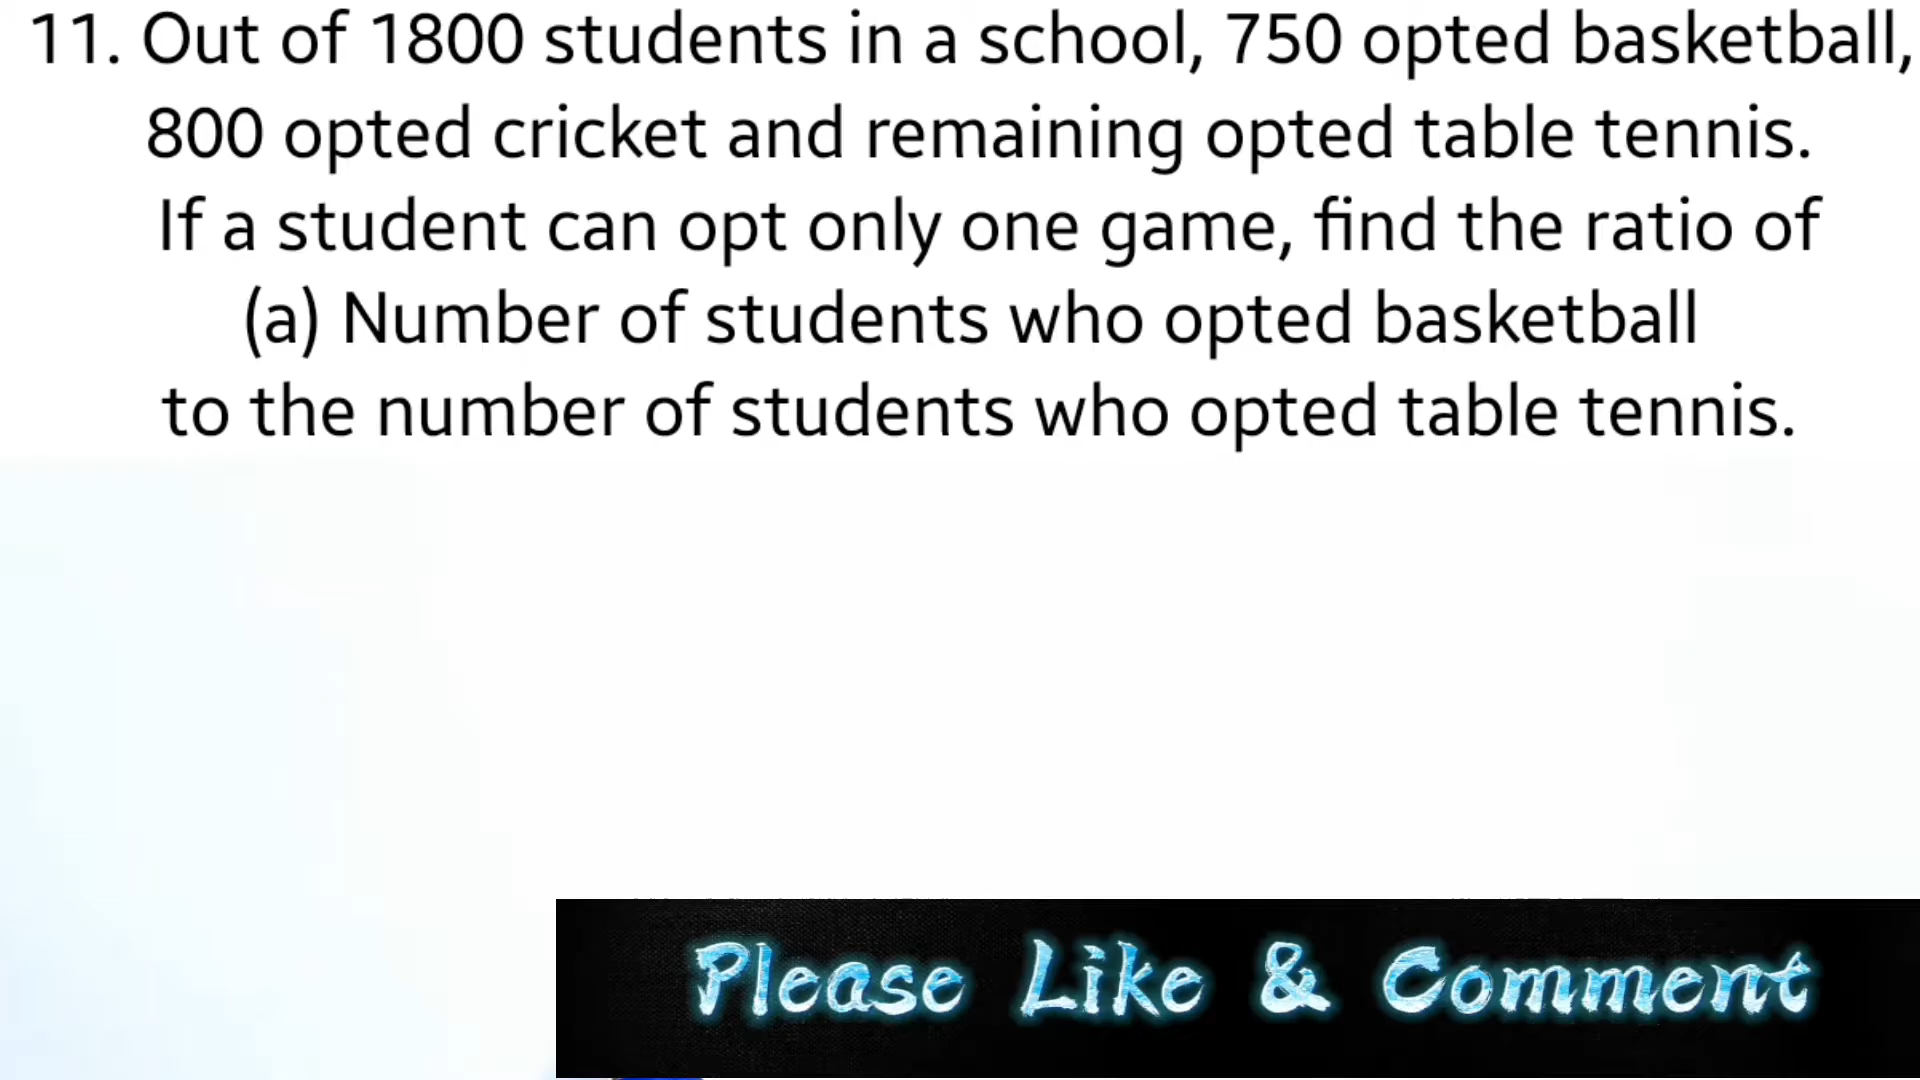 11. Out of 1800 students in a school, 750 opted basketball,
800 opted cricket and remaining opted table tennis.
If a student can opt only one game, find the ratio of
(a) Number of students who opted basketball
to the number of students who opted table tennis.
Please Like & Comment